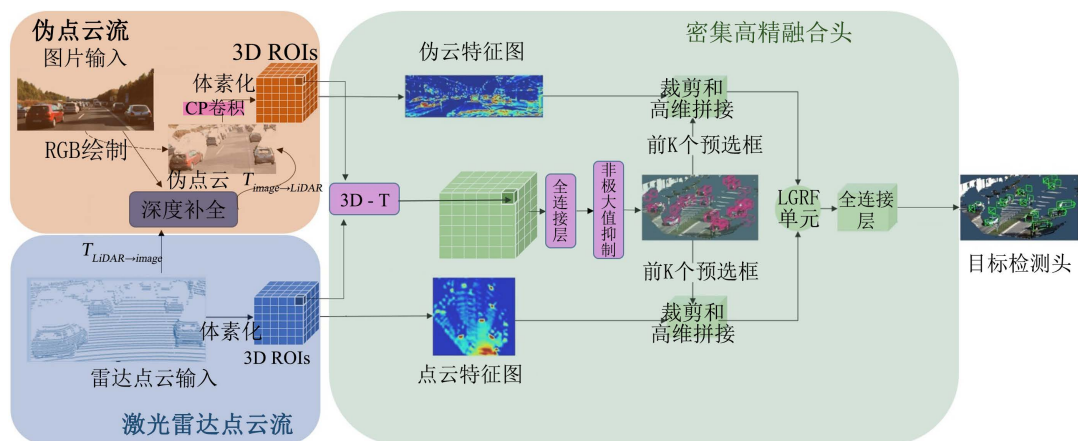 伪点云流
图片输入
3D ROIs
体素化
CP卷积
RGB绘制
伪点云
T image→LiDAR
深度补全
T LiDAR→image
体素化
3D ROIs
雷达点云输入
激光雷达点云流
密集高精融合头
伪云特征图
裁剪和
高维拼接
前K个预选框
3D - T
全连接层
非极大值抑制
LGRF
单元
全连接
层
前K个预选框
裁剪和
高维拼接
点云特征图
目标检测头